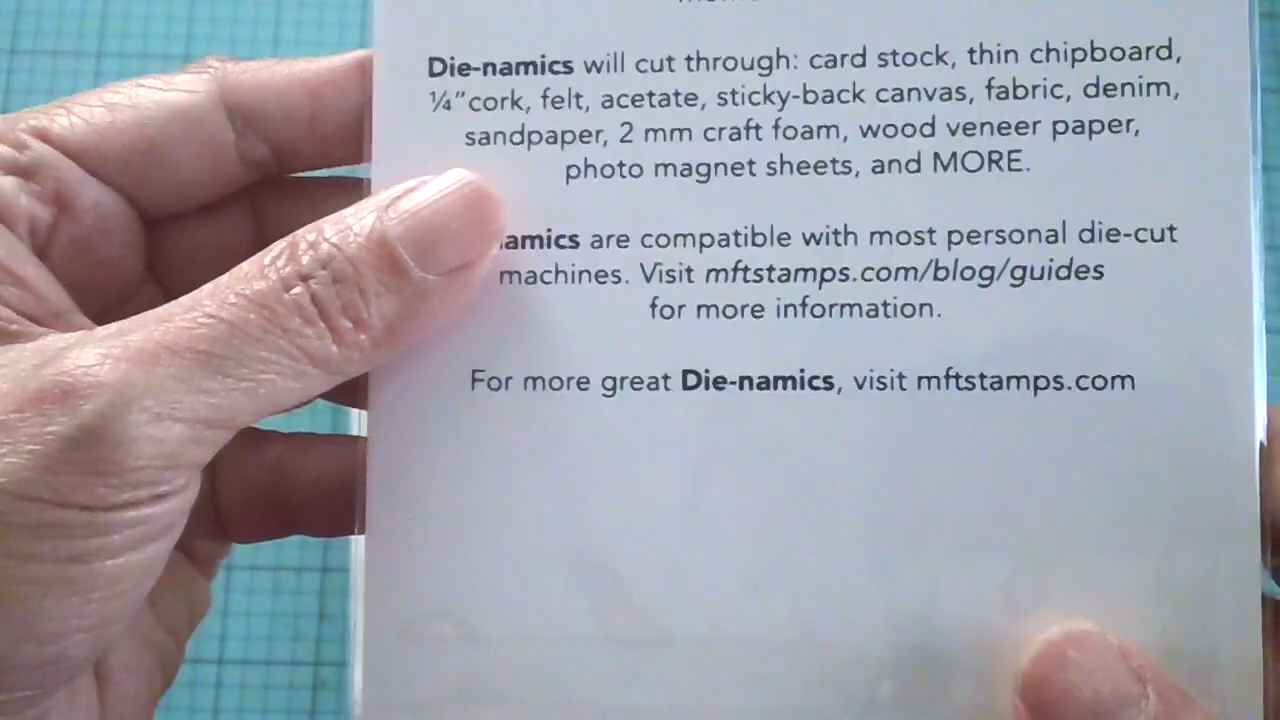 Die-namics will cut through: card stock, thin chipboard,
¼" cork, felt, acetate, sticky-back canvas, fabric, denim,
sandpaper, 2 mm craft foam, wood veneer paper,
photo magnet sheets, and MORE.
amics are compatible with most personal die-cut
machines. Visit mftstamps.com/blog/guides
for more information.
For more great Die-namics, visit mftstamps.com